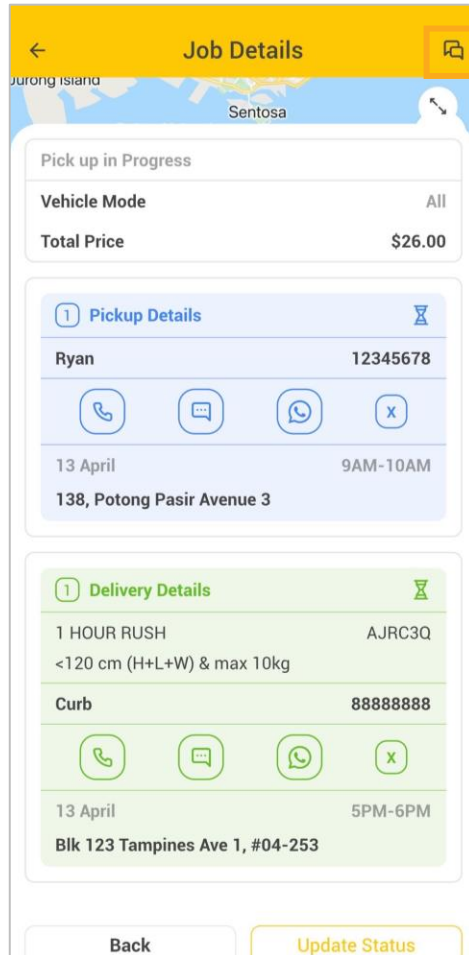 Job Details
Jurong Island
Sentosa
Pick up in Progress
Vehicle Mode All
Total Price $26.00
1 Pickup Details
Ryan 12345678
X
13 April 9AM-10AM
138, Potong Pasir Avenue 3
1 Delivery Details
1 HOUR RUSH AJRC3Q
<120 cm (H+L+W) & max 10kg
Curb 88888888
X
13 April 5PM-6PM
Blk 123 Tampines Ave 1, #04-253
Back Update Status